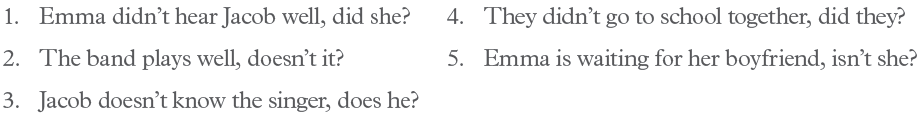 1. Emma didn’t hear Jacob well, did she?
2. The band plays well, doesn’t it?
3. Jacob doesn’t know the singer, does he?
4. They didn’t go to school together, did they?
5. Emma is waiting for her boyfriend, isn’t she?